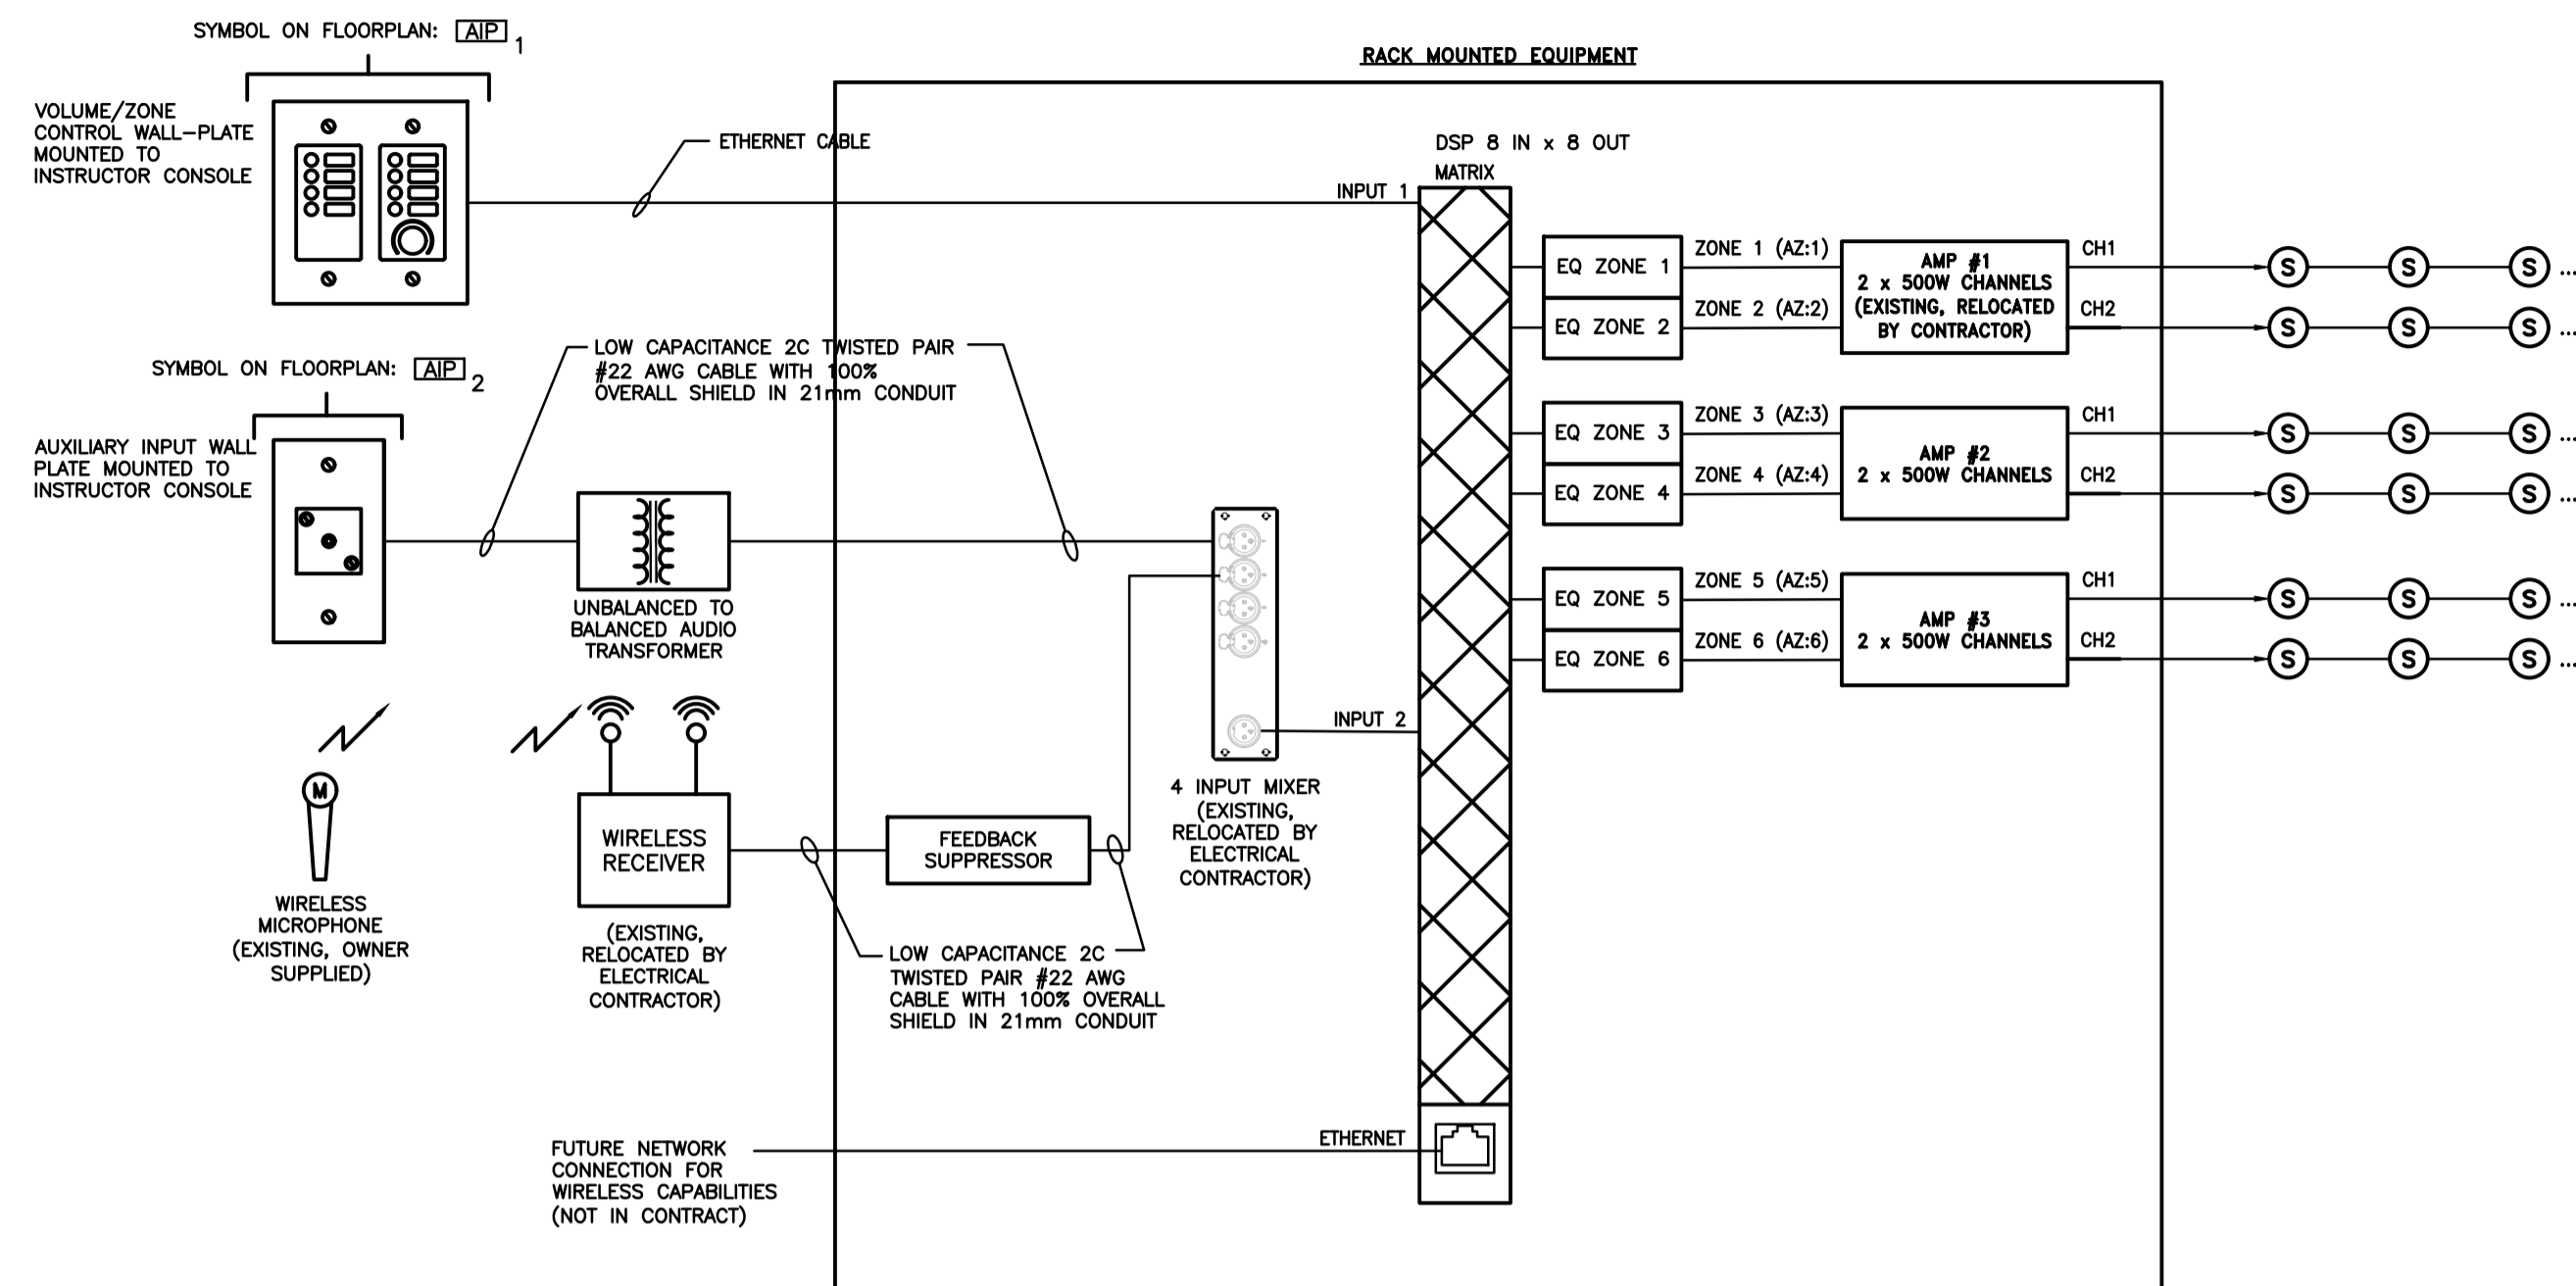 SYMBOL ON FLOORPLAN: AIP 1
VOLUME/ZONE
CONTROL WALL-PLATE
MOUNTED TO
INSTRUCTOR CONSOLE
ETHERNET CABLE
SYMBOL ON FLOORPLAN: AIP 2
AUXILIARY INPUT WALL
PLATE MOUNTED TO
INSTRUCTOR CONSOLE
LOW CAPACITANCE 2C TWISTED PAIR
#22 AWG CABLE WITH 100%
OVERALL SHIELD IN 21mm CONDUIT
UNBALANCED TO
BALANCED AUDIO
TRANSFORMER
M
WIRELESS
MICROPHONE
(EXISTING, OWNER
SUPPLIED)
WIRELESS
RECEIVER
(EXISTING,
RELOCATED BY
ELECTRICAL
CONTRACTOR)
FEEDBACK
SUPPRESSOR
LOW CAPACITANCE 2C
TWISTED PAIR #22 AWG
CABLE WITH 100% OVERALL
SHIELD IN 21mm CONDUIT
FUTURE NETWORK
CONNECTION FOR
WIRELESS CAPABILITIES
(NOT IN CONTRACT)
RACK MOUNTED EQUIPMENT
DSP 8 IN x 8 OUT
MATRIX
INPUT 1
INPUT 2
4 INPUT MIXER
(EXISTING,
RELOCATED BY
ELECTRICAL
CONTRACTOR)
ETHERNET
EQ ZONE 1
ZONE 1 (AZ:1)
EQ ZONE 2
ZONE 2 (AZ:2)
AMP #1
2 x 500W CHANNELS
(EXISTING, RELOCATED
BY CONTRACTOR)
CH1
S S S ...
CH2
S S S ...
EQ ZONE 3
ZONE 3 (AZ:3)
EQ ZONE 4
ZONE 4 (AZ:4)
AMP #2
2 x 500W CHANNELS
CH1
S S S ...
CH2
S S S ...
EQ ZONE 5
ZONE 5 (AZ:5)
EQ ZONE 6
ZONE 6 (AZ:6)
AMP #3
2 x 500W CHANNELS
CH1
S S S ...
CH2
S S S ...